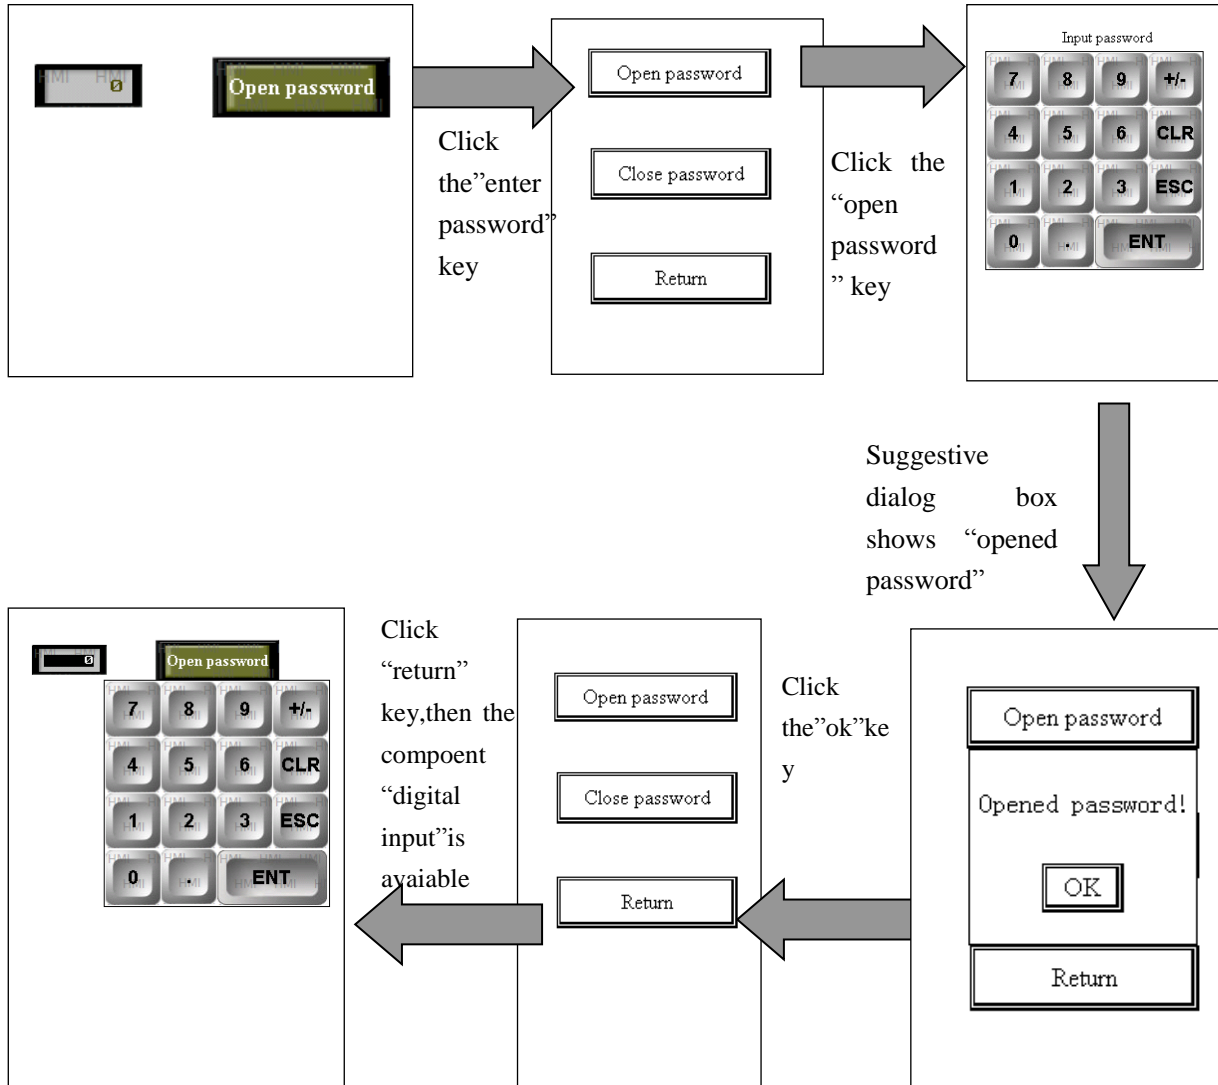 0
Open password
Click
the”enter
password”
key
Open password
Close password
Return
Click the
“open
password
” key
Input password
7 8 9 +/-
4 5 6 CLR
1 2 3 ESC
0 . ENT
Suggestive
dialog box
shows “opened
password”
Open password
Opened password!
OK
Return
Click
the”ok”ke
y
Open password
Close password
Return
Click
“return”
key,then the
compoent
“digital
input”is
avaiable
0
Open password
7 8 9 +/-
4 5 6 CLR
1 2 3 ESC
0 . ENT